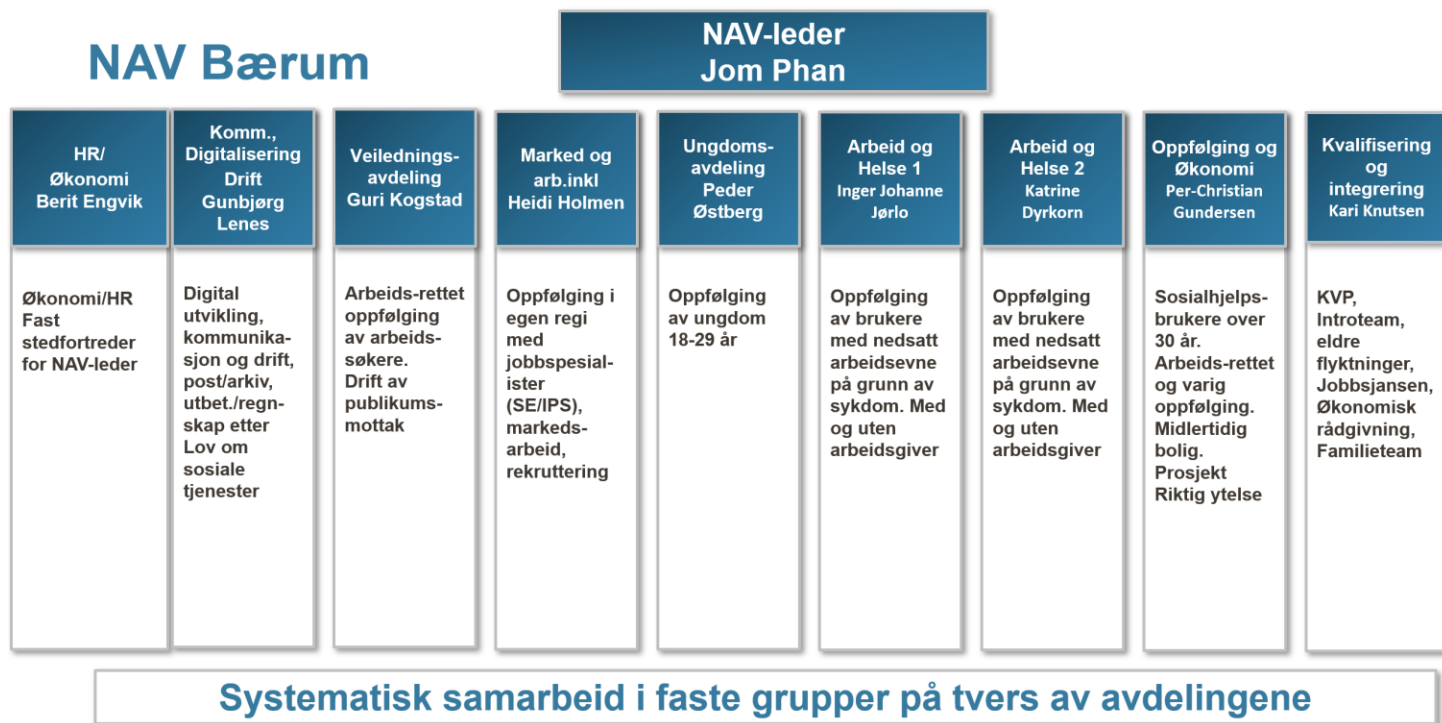 NAV Bærum
NAV-leder
Jom Phan
HR/
Økonomi
Berit Engvik
Komm.,
Digitalisering
Drift
Gunbjørg
Lenes
Veilednings-
avdeling
Guri Kogstad
Marked og
arb.inkl
Heidi Holmen
Ungdoms-
avdeling
Peder
Østberg
Arbeid og
Helse 1
Inger Johanne
Jørlo
Arbeid og
Helse 2
Katrine
Dyrkorn
Oppfølging og
Økonomi
Per-Christian
Gundersen
Kvalifisering
og
integrering
Kari Knutsen
Økonomi/HR
Fast
stedfortreder
for NAV-leder
Digital
utvikling,
kommunika-
sjon og drift,
post/arkiv,
utbet./regn-
skap etter
Lov om
sosiale
tjenester
Arbeids-rettet
oppfølging
av arbeids-
søkere.
Drift av
publikums-
mottak
Oppfølging i
egen regi
med
jobbspesial-
ister
(SE/IPS),
markeds-
arbeid,
rekruttering
Oppfølging
av ungdom
18-29 år
Oppfølging
av brukere
med nedsatt
arbeidsevne
på grunn av
sykdom. Med
og uten
arbeidsgiver
Oppfølging
av brukere
med nedsatt
arbeidsevne
på grunn av
sykdom. Med
og uten
arbeidsgiver
Sosialhjelps-
brukere over
30 år.
Arbeids-rettet
og varig
oppfølging.
Midlertidig
bolig.
Prosjekt
Riktig ytelse
KVP,
Introteam,
eldre
flyktninger,
Jobbsjansen,
Økonomisk
rådgivning,
Familieteam
Systematisk samarbeid i faste grupper på tvers av avdelingene